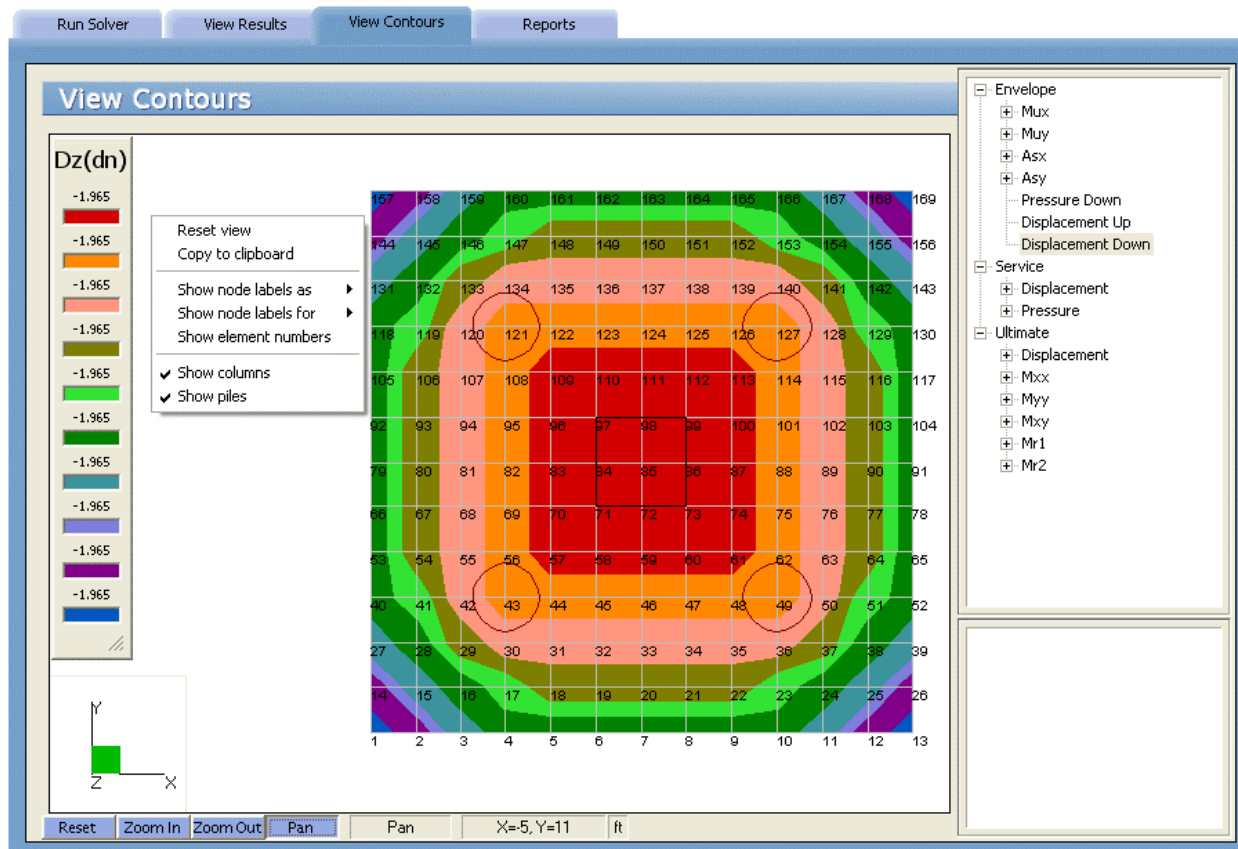 Run Solver View Results View Contours Reports
View Contours
Dz(dn)
-1.965
-1.965
-1.965
-1.965
-1.965
-1.965
-1.965
-1.965
-1.965
-1.965
Reset view
Copy to clipboard
Show node labels as
Show node labels for
Show element numbers
Show columns
Show piles
157 158 159 160 161 162 163 164 165 166 167 168 169
144 145 146 147 148 149 150 151 152 153 154 155 156
131 132 133 134 135 136 137 138 139 140 141 142 143
118 119 120 121 122 123 124 125 126 127 128 129 130
105 106 107 108 109 110 111 112 113 114 115 116 117
92 93 94 95 96 97 98 99 100 101 102 103 104
79 80 81 82 83 84 85 86 87 88 89 90 91
66 67 68 69 70 71 72 73 74 75 76 77 78
53 54 55 56 57 58 59 60 61 62 63 64 65
40 41 42 43 44 45 46 47 48 49 50 51 52
27 28 29 30 31 32 33 34 35 36 37 38 39
14 15 16 17 18 19 20 21 22 23 24 25 26
1 2 3 4 5 6 7 8 9 10 11 12 13
Y
Z X
Reset Zoom In Zoom Out Pan Pan X=-5, Y=11 ft
Envelope
Mux
Muy
Asx
Asy
Pressure Down
Displacement Up
Displacement Down
Service
Displacement
Pressure
Ultimate
Displacement
Mxx
Myy
Mxy
Mr1
Mr2